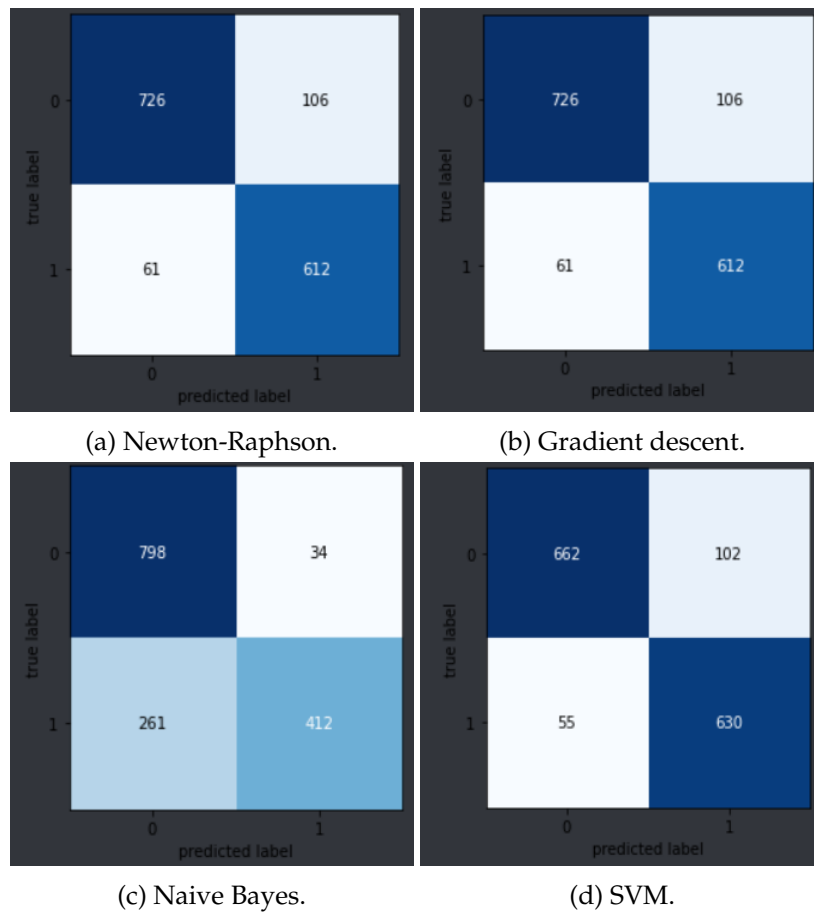 0
726 106
true label
1
61 612
0 1
predicted label
(a) Newton-Raphson.
0
726 106
true label
1
61 612
0 1
predicted label
(b) Gradient descent.
0
798 34
true label
1
261 412
0 1
predicted label
(c) Naive Bayes.
0
662 102
true label
1
55 630
0 1
predicted label
(d) SVM.